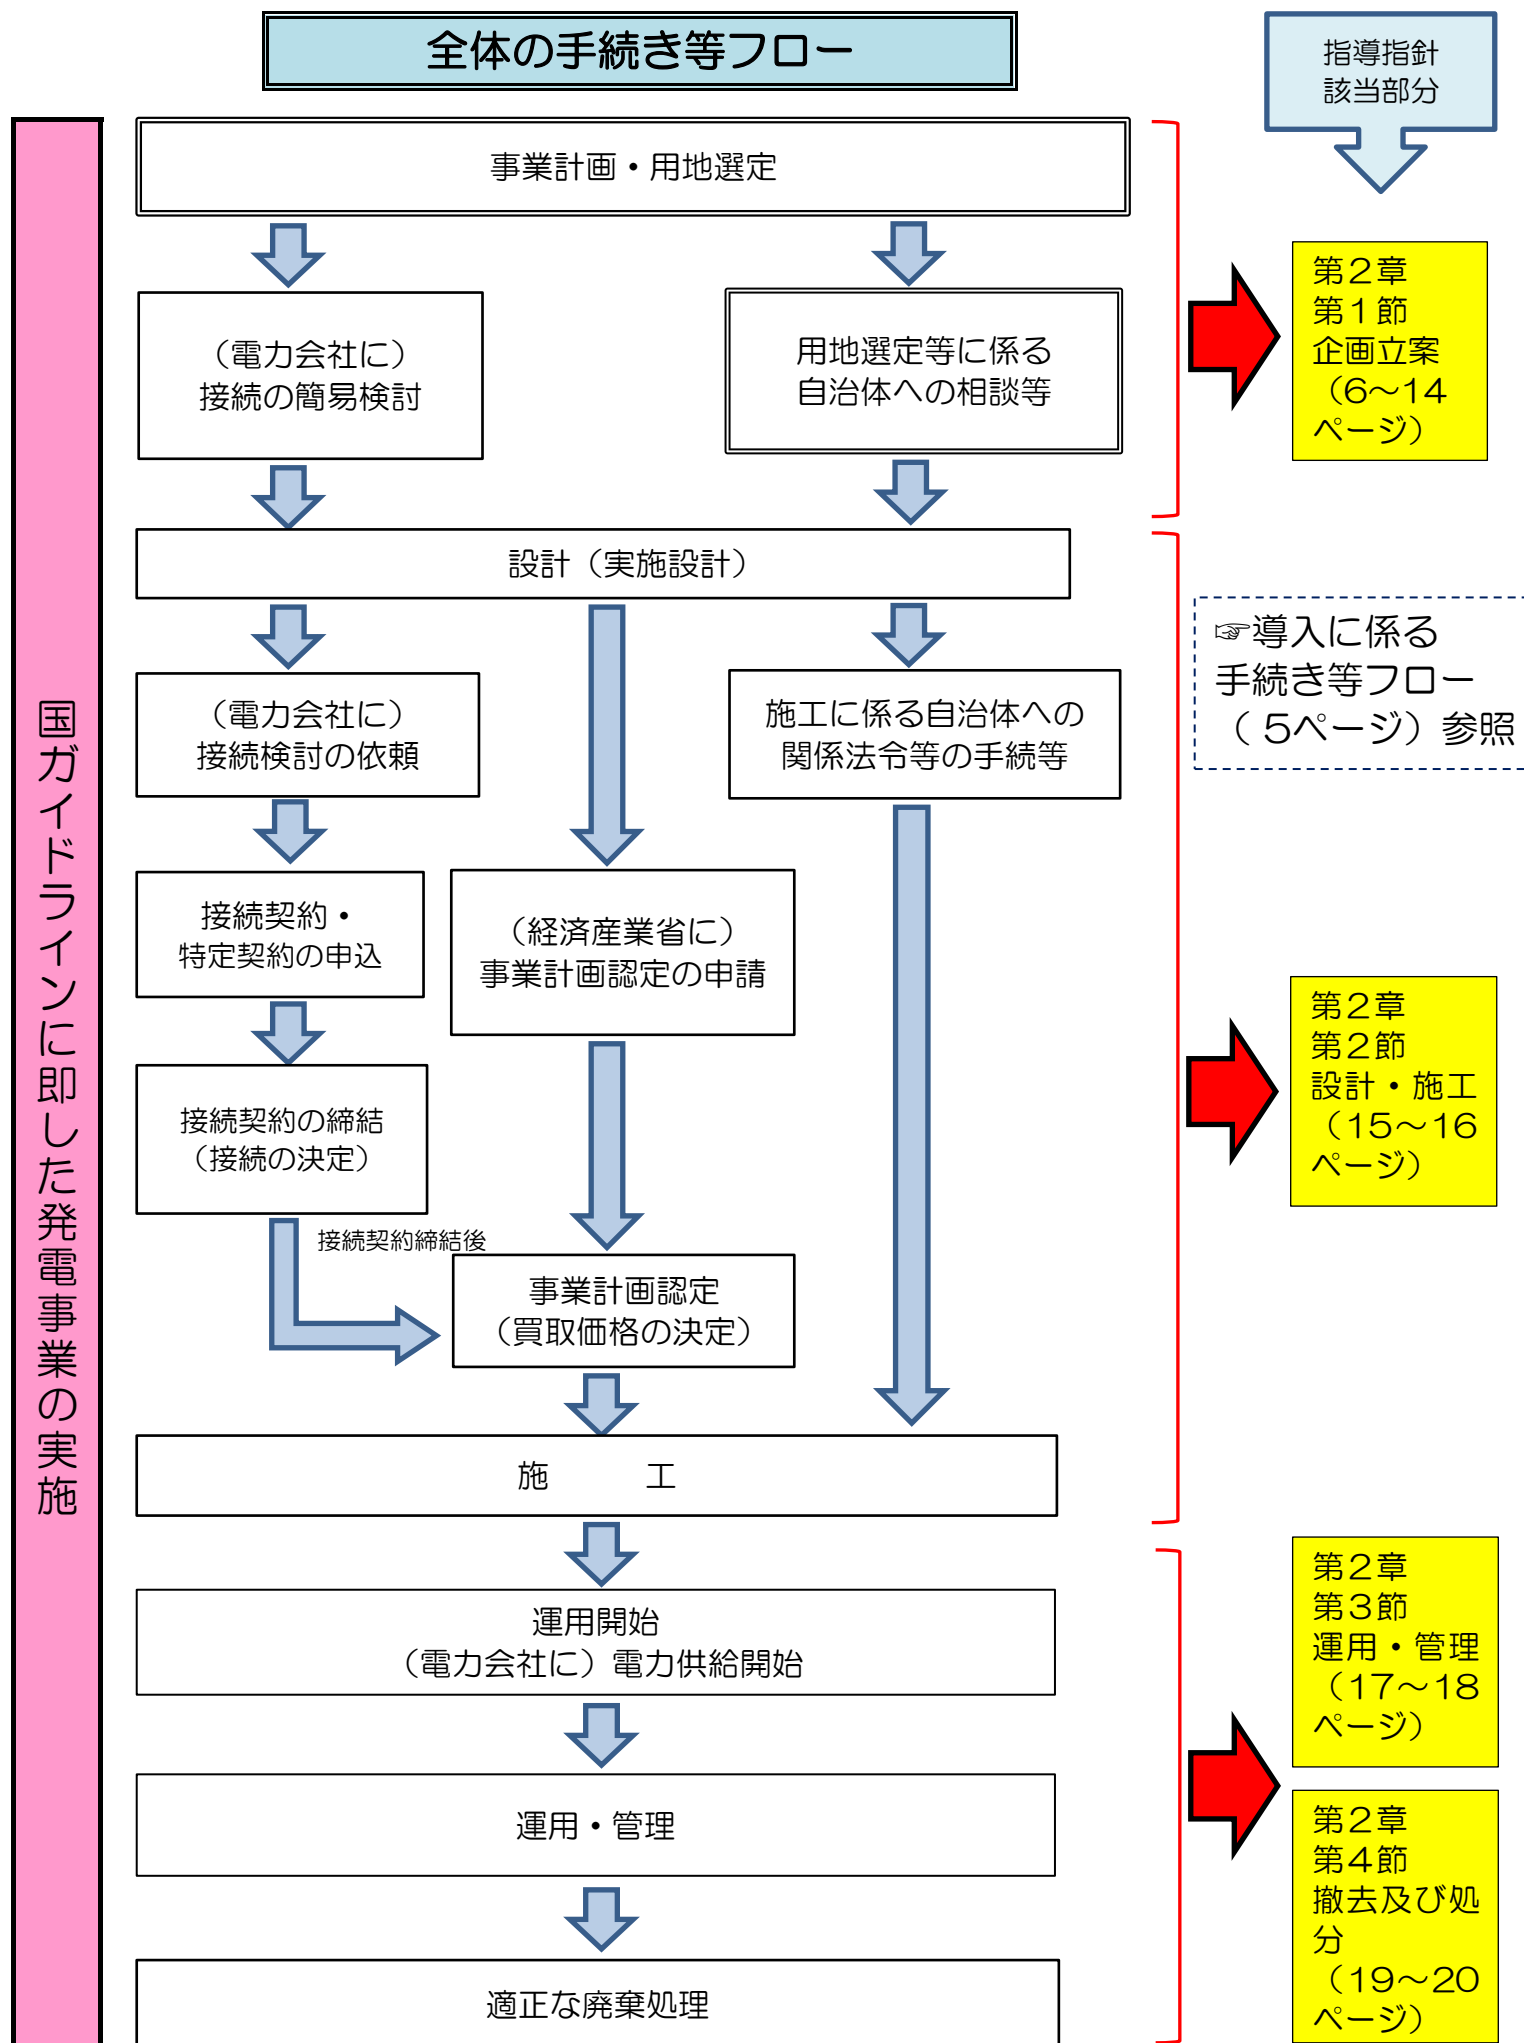 全体の手続き等フロー
指導指針
該当部分
国ガイドラインに即した発電事業の実施
事業計画・用地選定
（電力会社に）
接続の簡易検討
用地選定等に係る
自治体への相談等
第２章
第１節
企画立案
（6～14
ページ）
設計（実施設計）
☞導入に係る
手続き等フロー
（ 5ページ）参照
（電力会社に）
接続検討の依頼
施工に係る自治体への
関係法令等の手続等
接続契約・
特定契約の申込
（経済産業省に）
事業計画認定の申請
第２章
第２節
設計・施工
（15～16
ページ）
接続契約の締結
（接続の決定）
接続契約締結後
事業計画認定
（買取価格の決定）
施　　　工
運用開始
（電力会社に）電力供給開始
第２章
第３節
運用・管理
（17～18
ページ）
運用・管理
第２章
第４節
撤去及び処
分
（19～20
ページ）
適正な廃棄処理